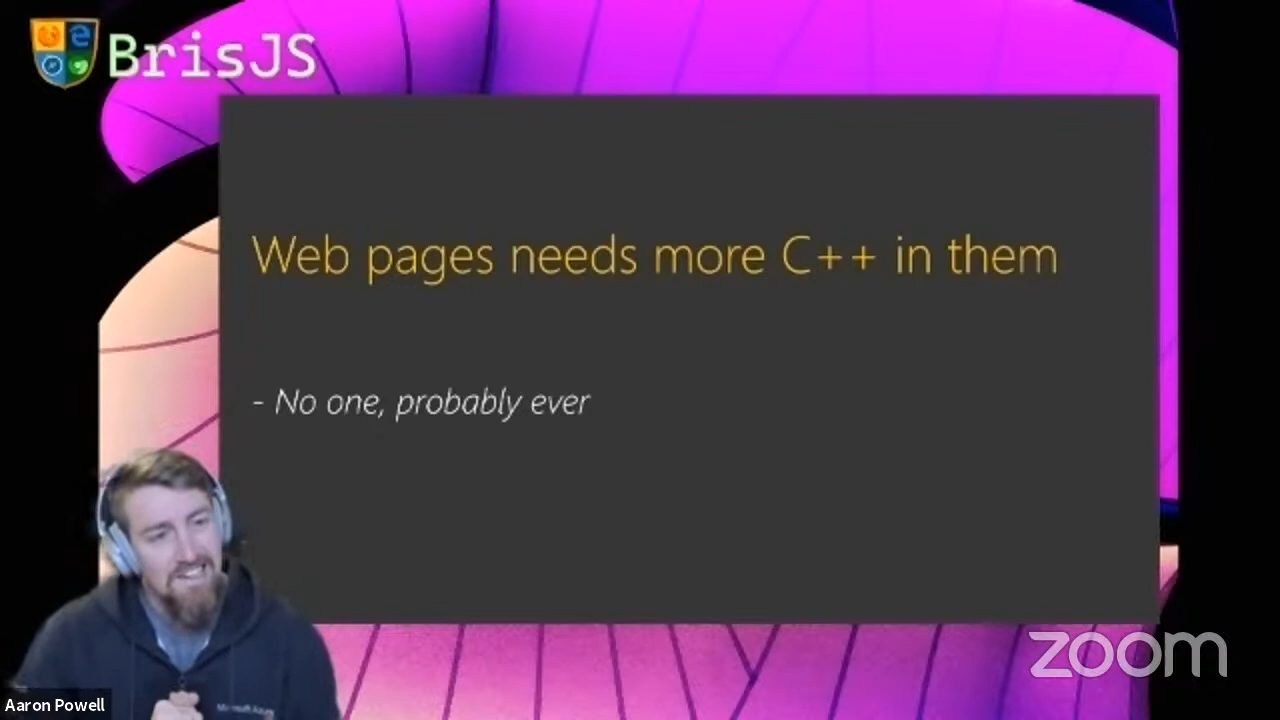 BrisJS
Web pages needs more C++ in them
- No one, probably ever
zoom
Aaron Powell